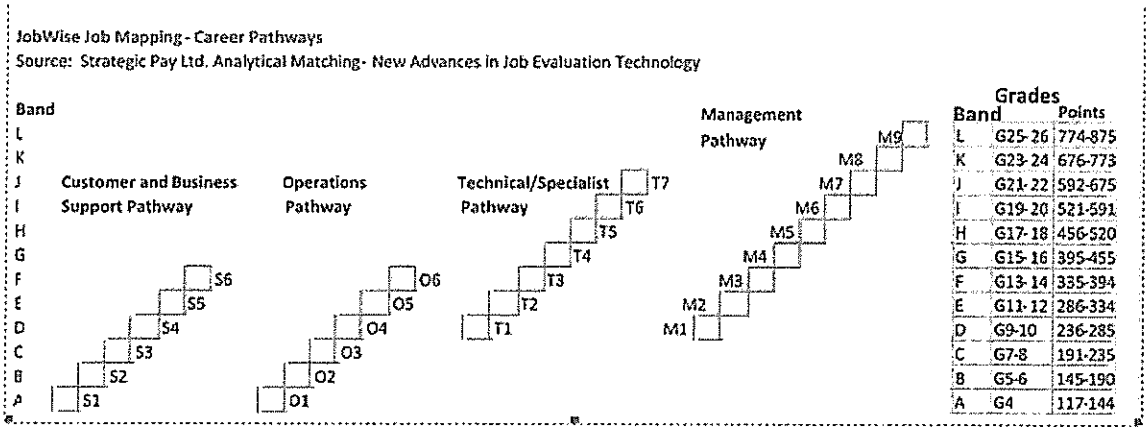 JobWise Job Mapping - Career Pathways
Source: Strategic Pay Ltd. Analytical Matching- New Advances in Job Evaluation Technology
Band
L
K
J
I
H
G
F
E
D
C
B
A
Customer and Business
Support Pathway
S6
S5
S4
S3
S2
S1
Operations
Pathway
O6
O5
O4
O3
O2
O1
Technical/Specialist
Pathway
T7
T6
T5
T4
T3
T2
T1
Management
Pathway
M9
M8
M7
M6
M5
M4
M3
M2
M1
Grades
Band Points
L G25-26 774-875
K G23-24 676-773
J G21-22 592-675
I G19-20 521-591
H G17-18 456-520
G G15-16 395-455
F G13-14 335-394
E G11-12 286-334
D G9-10 236-285
C G7-8 191-235
B G5-6 145-190
A G4 117-144